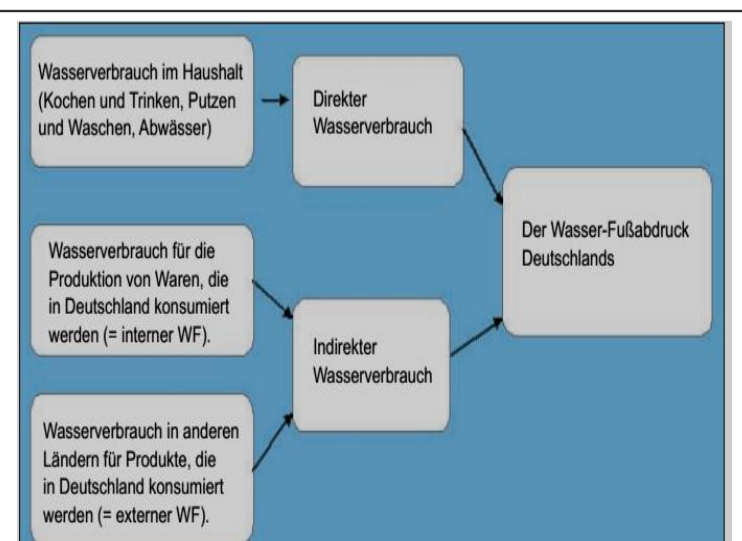 Wasserverbrauch im Haushalt
(Kochen und Trinken, Putzen
und Waschen, Abwässer)
Direkter
Wasserverbrauch
Der Wasser-Fußabdruck
Deutschlands
Wasserverbrauch für die
Produktion von Waren, die
in Deutschland konsumiert
werden (= interner WF).
Indirekter
Wasserverbrauch
Wasserverbrauch in anderen
Ländern für Produkte, die
in Deutschland konsumiert
werden (= externer WF).